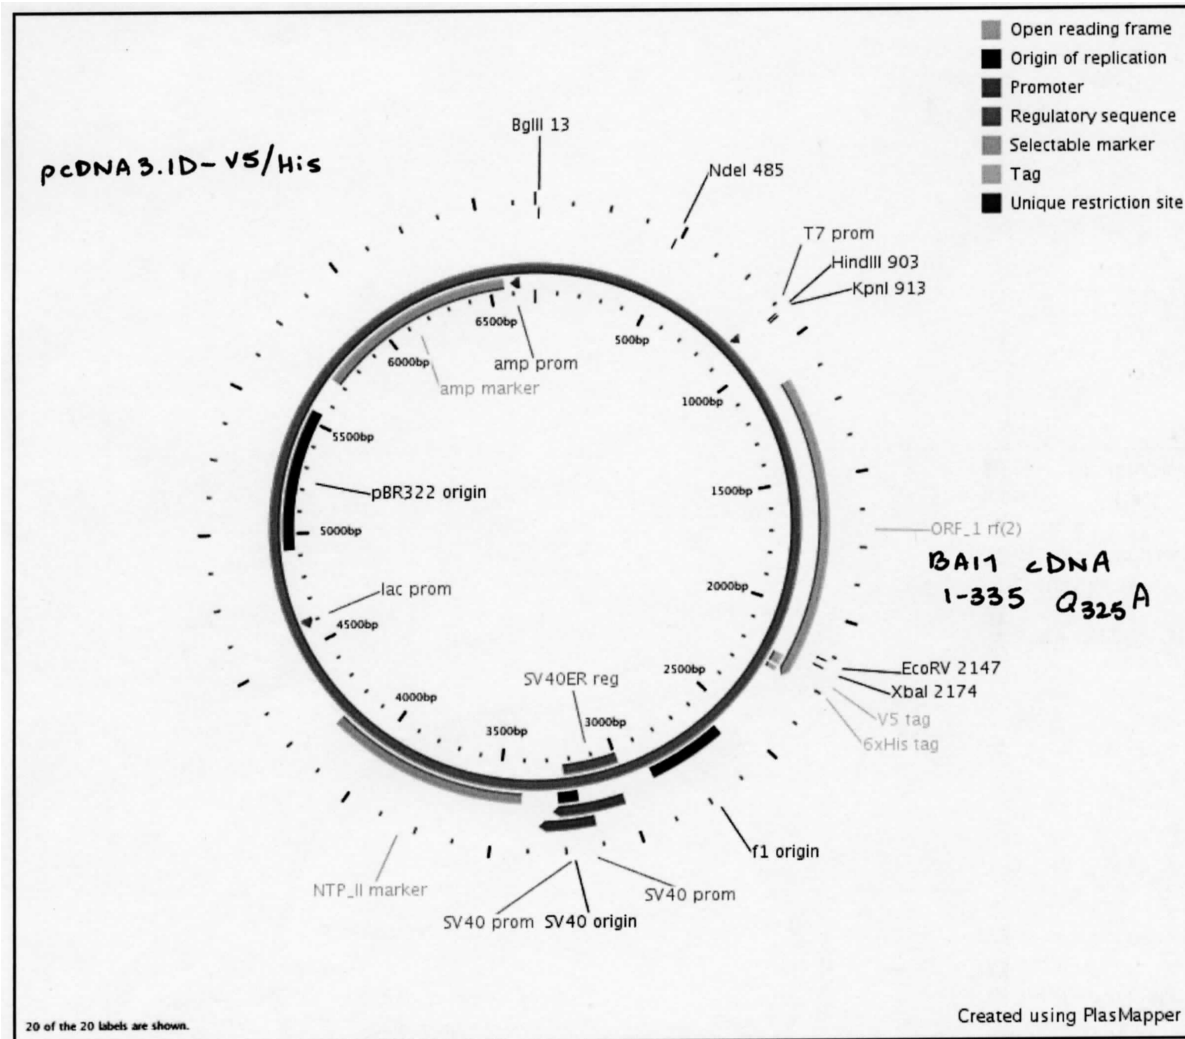 Open reading frame
Origin of replication
Promoter
Regulatory sequence
Selectable marker
Tag
Unique restriction site
BglII 13
pcDNA3.1D-V5/His
NdeI 485
T7 prom
HindIII 903
KpnI 913
6500bp
500bp
amp prom
6000bp
amp marker
1000bp
5500bp
pBR322 origin
1500bp
5000bp
ORF_1 rf(2)
BAI1 cDNA
1-335 Q325A
lac prom
2000bp
4500bp
EcoRV 2147
SV40ER reg
2500bp
XbaI 2174
V5 tag
4000bp
3000bp
3500bp
6xHis tag
f1 origin
NTP_II marker
SV40 prom
SV40 prom
SV40 origin
20 of the 20 labels are shown.
Created using PlasMapper